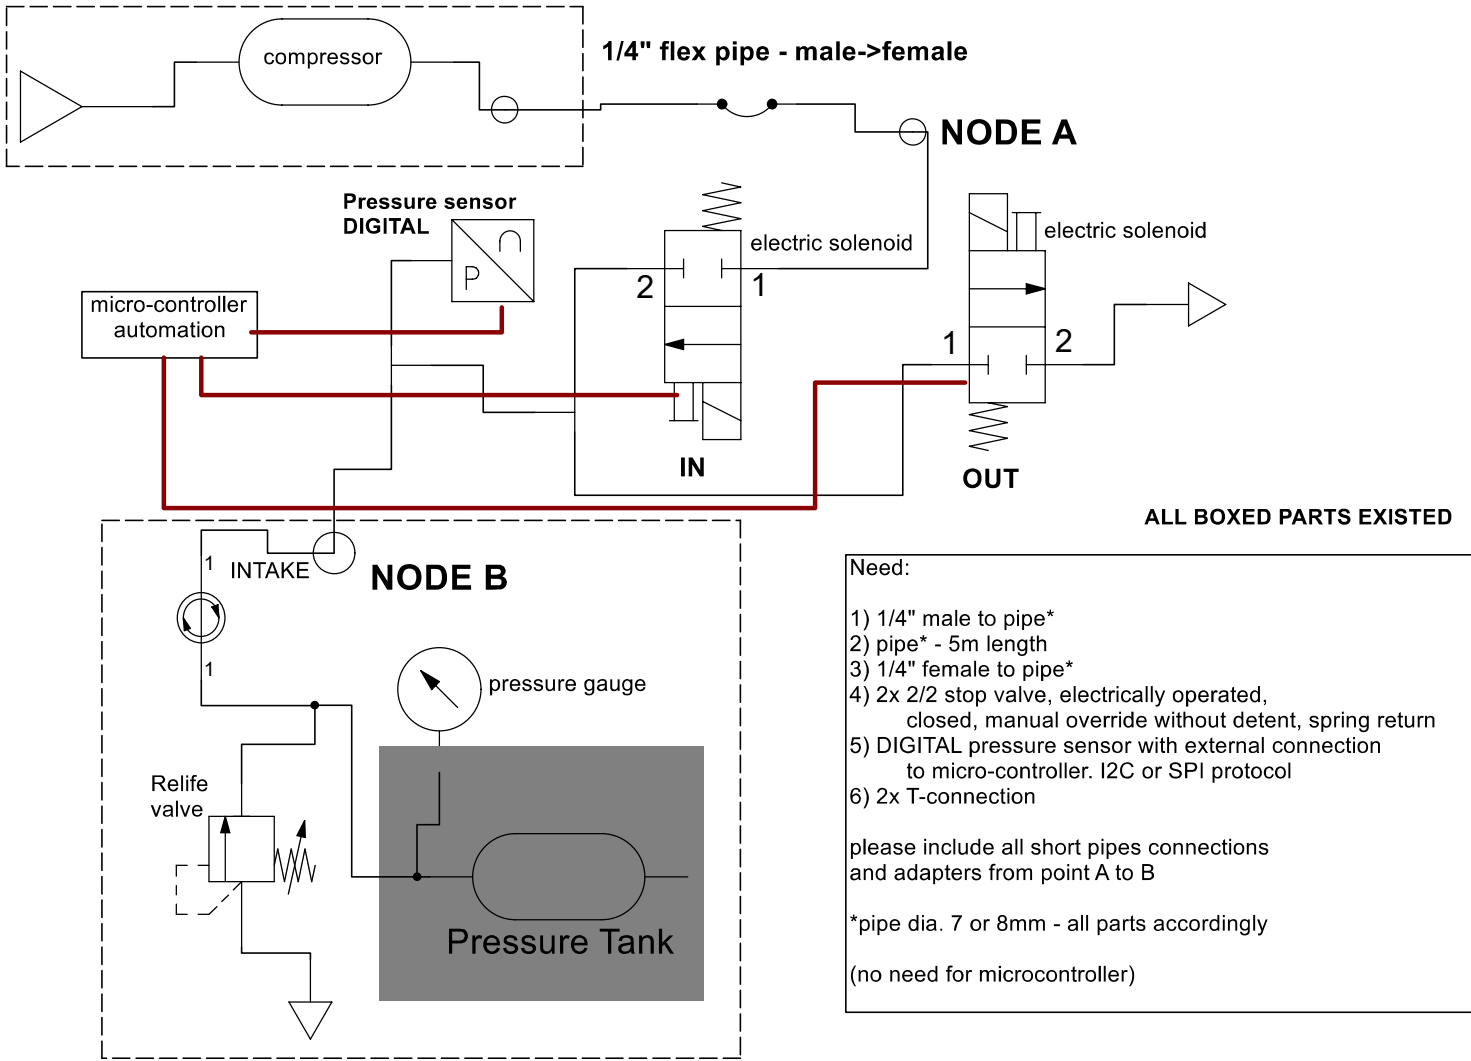 compressor
1/4" flex pipe - male->female
NODE A
Pressure sensor
DIGITAL
P
electric solenoid
electric solenoid
2
1
micro-controller
automation
1
2
IN
OUT
ALL BOXED PARTS EXISTED
1
INTAKE
NODE B
1
pressure gauge
Relife
valve
Pressure Tank
Need:
1) 1/4" male to pipe*
2) pipe* - 5m length
3) 1/4" female to pipe*
4) 2x 2/2 stop valve, electrically operated,
closed, manual override without detent, spring return
5) DIGITAL pressure sensor with external connection
to micro-controller. I2C or SPI protocol
6) 2x T-connection
please include all short pipes connections
and adapters from point A to B
*pipe dia. 7 or 8mm - all parts accordingly
(no need for microcontroller)